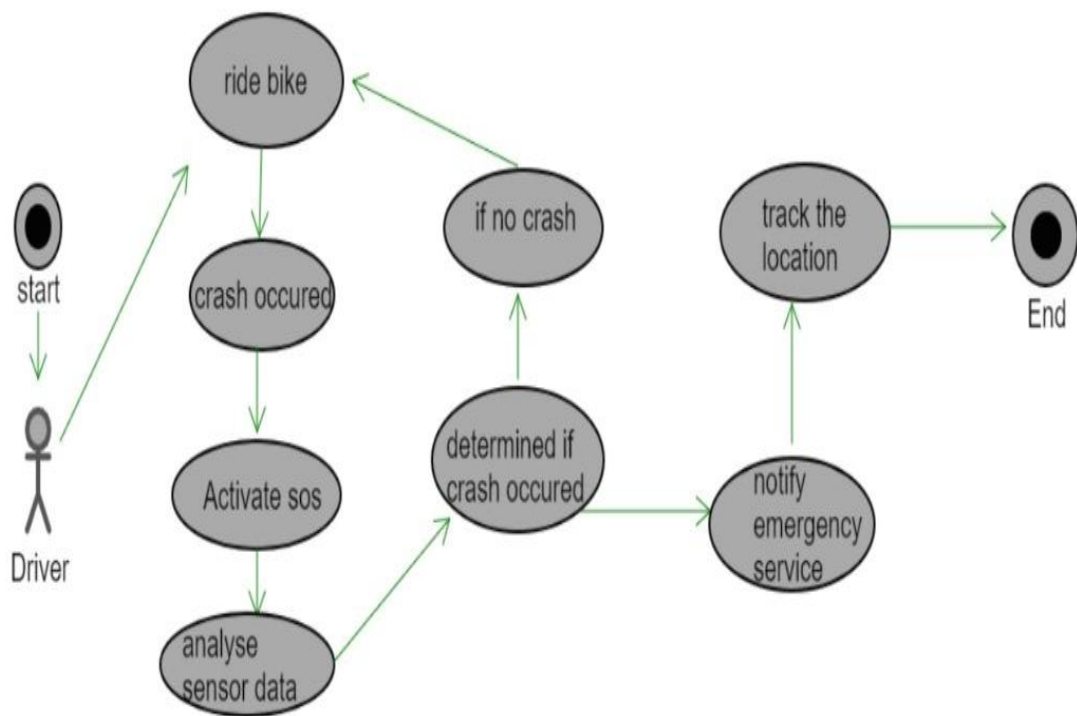 start
Driver
ride bike
crash occured
Activate sos
analyse
sensor data
determined if
crash occured
if no crash
notify
emergency
service
track the
location
End